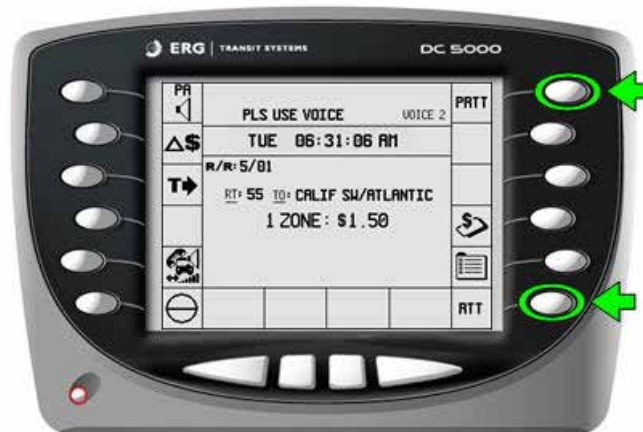 ERG TRANSIT SYSTEMS DC 5000
PA
PLS USE VOICE VOICE 2 PRTT
△$ TUE 06:31:06 AM
R/R: 5/01
T→ RT: 55 TO: CALIF SW/ATLANTIC
1 ZONE: $1.50
$
RTT